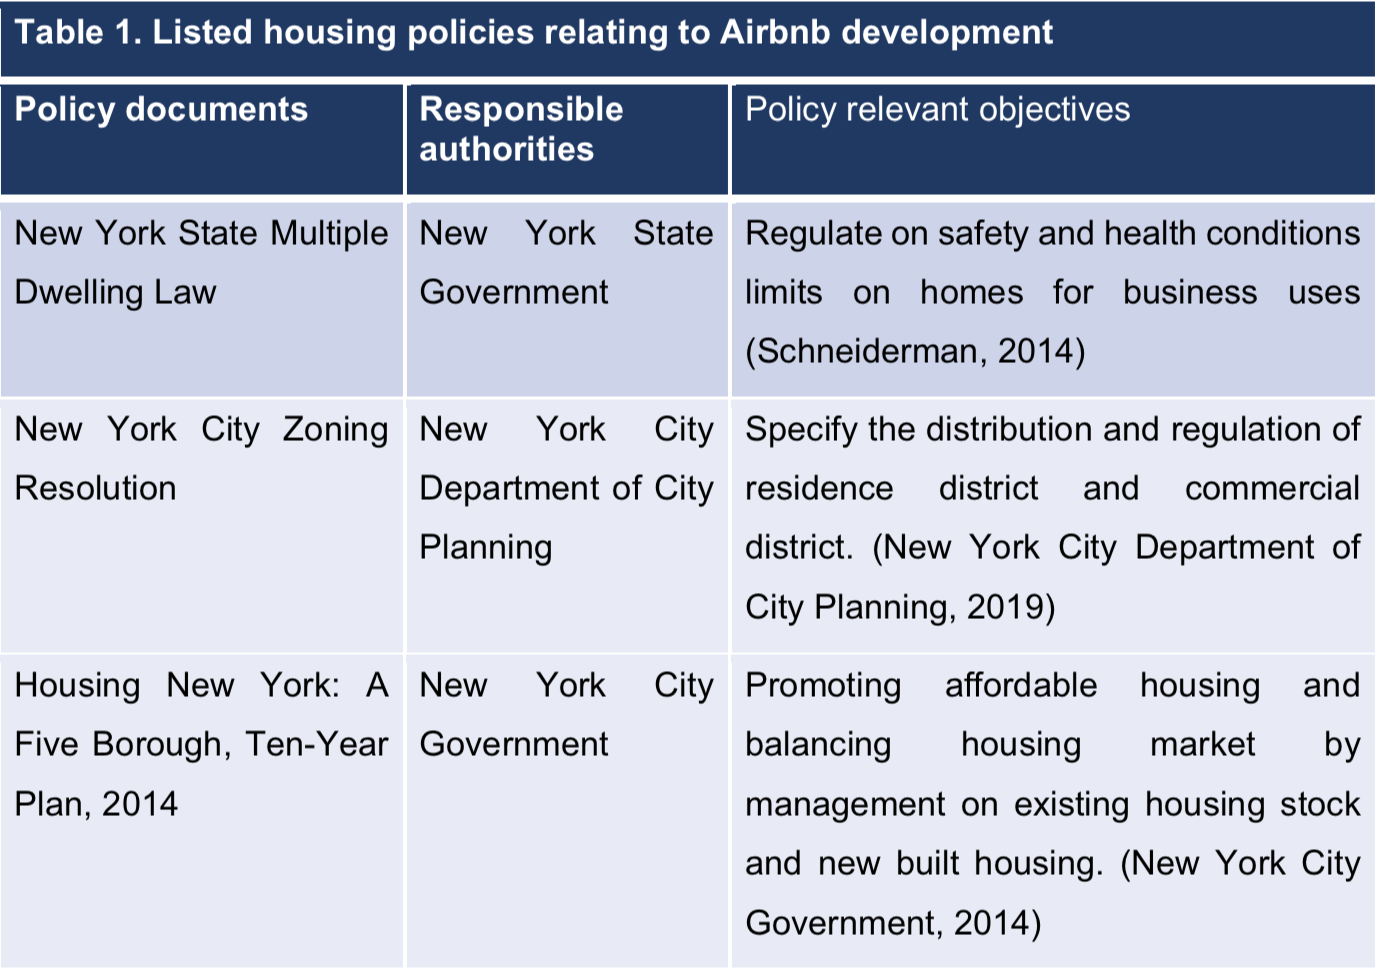 Table 1. Listed housing policies relating to Airbnb development
Policy documents
Responsible
authorities
Policy relevant objectives
New York State Multiple
Dwelling Law
New York State
Government
Regulate on safety and health conditions
limits on homes for business uses
(Schneiderman, 2014)
New York City Zoning
Resolution
New York City
Department of City
Planning
Specify the distribution and regulation of
residence district and commercial
district. (New York City Department of
City Planning, 2019)
Housing New York: A
Five Borough, Ten-Year
Plan, 2014
New York City
Government
Promoting affordable housing and
balancing housing market by
management on existing housing stock
and new built housing. (New York City
Government, 2014)